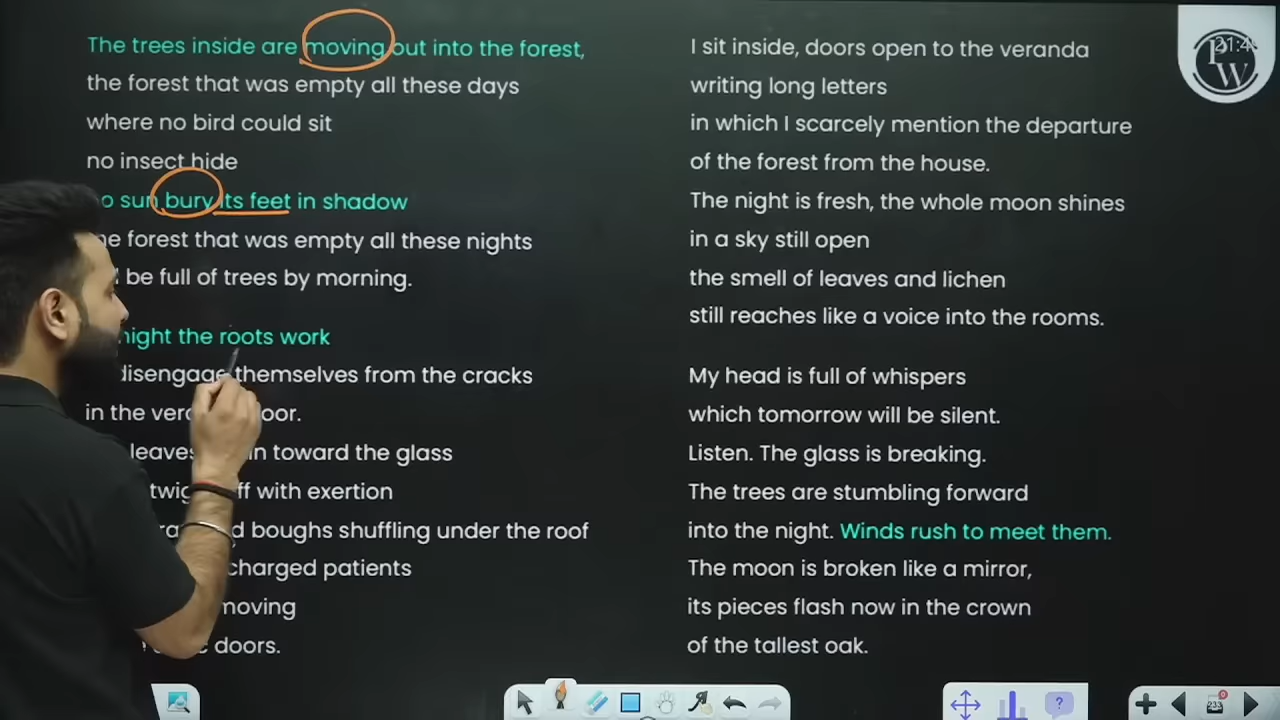 The trees inside are moving out into the forest,
the forest that was empty all these days
where no bird could sit
no insect hide
sun bury its feet in shadow
forest that was empty all these nights
be full of trees by morning.
night the roots work
disengage themselves from the cracks
in the
leaves toward the glass
with exertion
boughs shuffling under the roof
patients
moving
doors.
I sit inside, doors open to the veranda
writing long letters
in which I scarcely mention the departure
of the forest from the house.
The night is fresh, the whole moon shines
in a sky still open
the smell of leaves and lichen
still reaches like a voice into the rooms.
My head is full of whispers
which tomorrow will be silent.
Listen. The glass is breaking.
The trees are stumbling forward
into the night. Winds rush to meet them.
The moon is broken like a mirror,
its pieces flash now in the crown
of the tallest oak.
PW
233